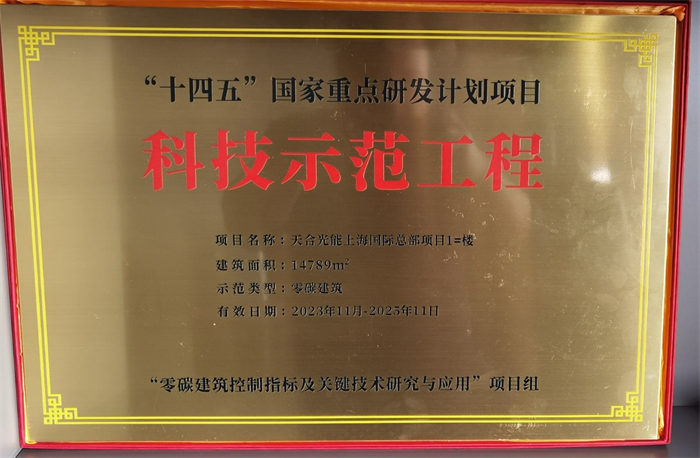 “十四五”国家重点研发计划项目
科技示范工程
项目名称：天合光能上海国际总部项目1=楼
建筑面积：14789m²
示范类型：零碳建筑
有效日期：2023年11月-2025年11日
“零碳建筑控制指标及关键技术研究与应用”项目组